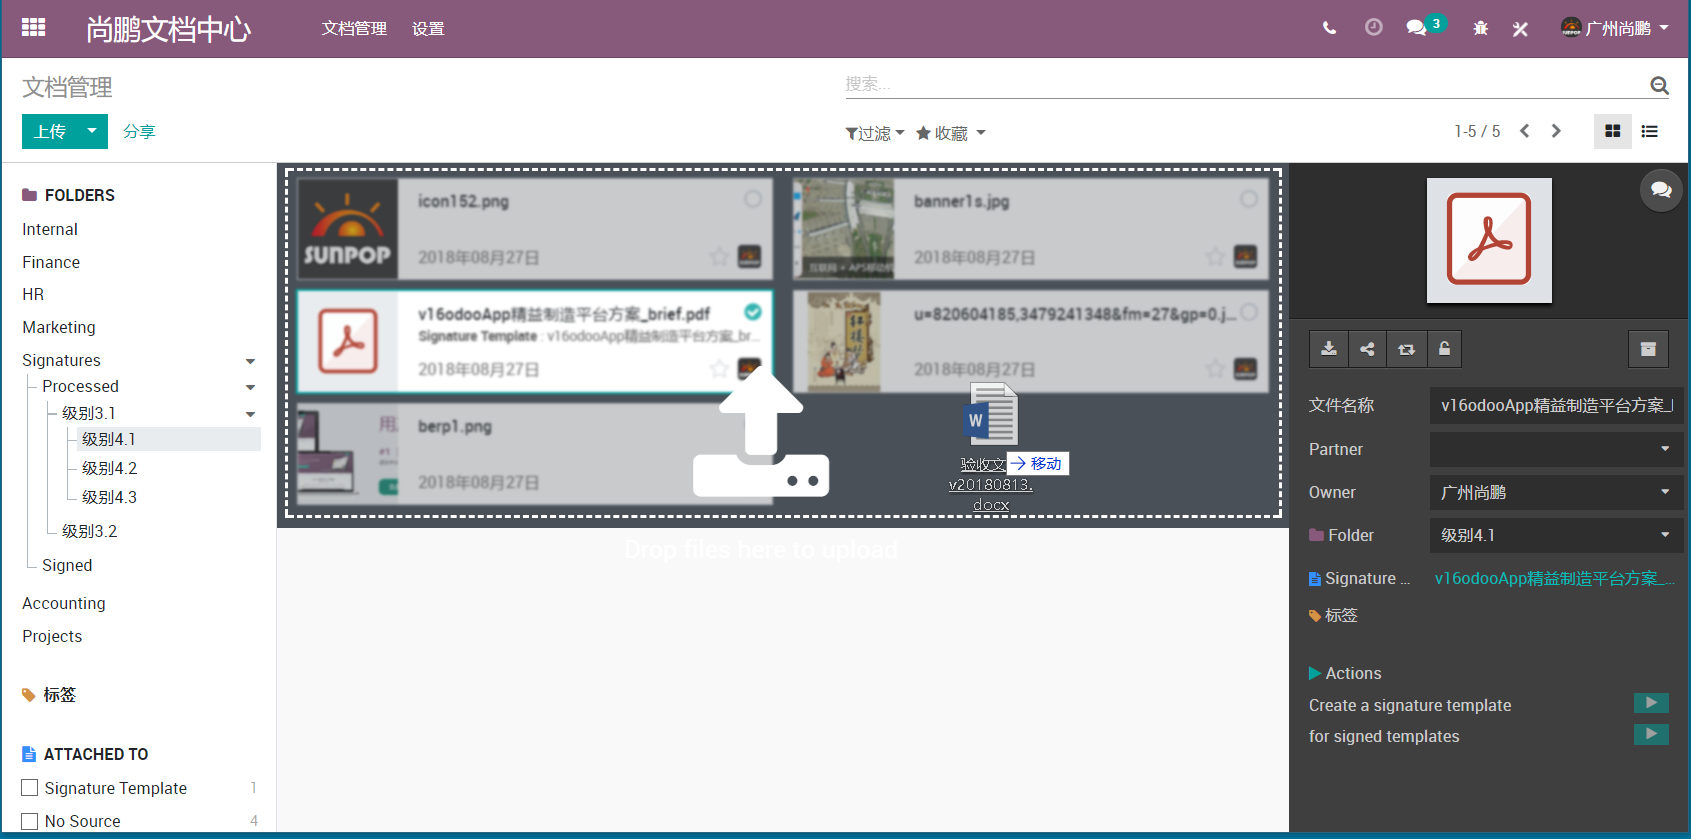 尚鹏文档中心
文档管理 设置
3
广州尚鹏
文档管理
搜索...
上传
分享
过滤
收藏
1-5 / 5
FOLDERS
Internal
Finance
HR
Marketing
Signatures
Processed
级别3.1
级别4.1
级别4.2
级别4.3
级别3.2
Signed
Accounting
Projects
标签
ATTACHED TO
Signature Template 1
No Source 4
SUNPOP
icon152.png
2018年08月27日
banner1s.jpg
2018年08月27日
v16odooApp精益制造平台方案_brief.pdf
Signature Template : v16odooApp精益制造平台方案_br...
2018年08月27日
u=820604185,3479241348&fm=27&gp=0.j...
2018年08月27日
berp1.png
2018年08月27日
验收文
移动
v20180813.
docx
Drop files here to upload
文件名称 v16odooApp精益制造平台方案_
Partner
Owner 广州尚鹏
Folder 级别4.1
Signature ... v16odooApp精益制造平台方案_...
标签
Actions
Create a signature template
for signed templates